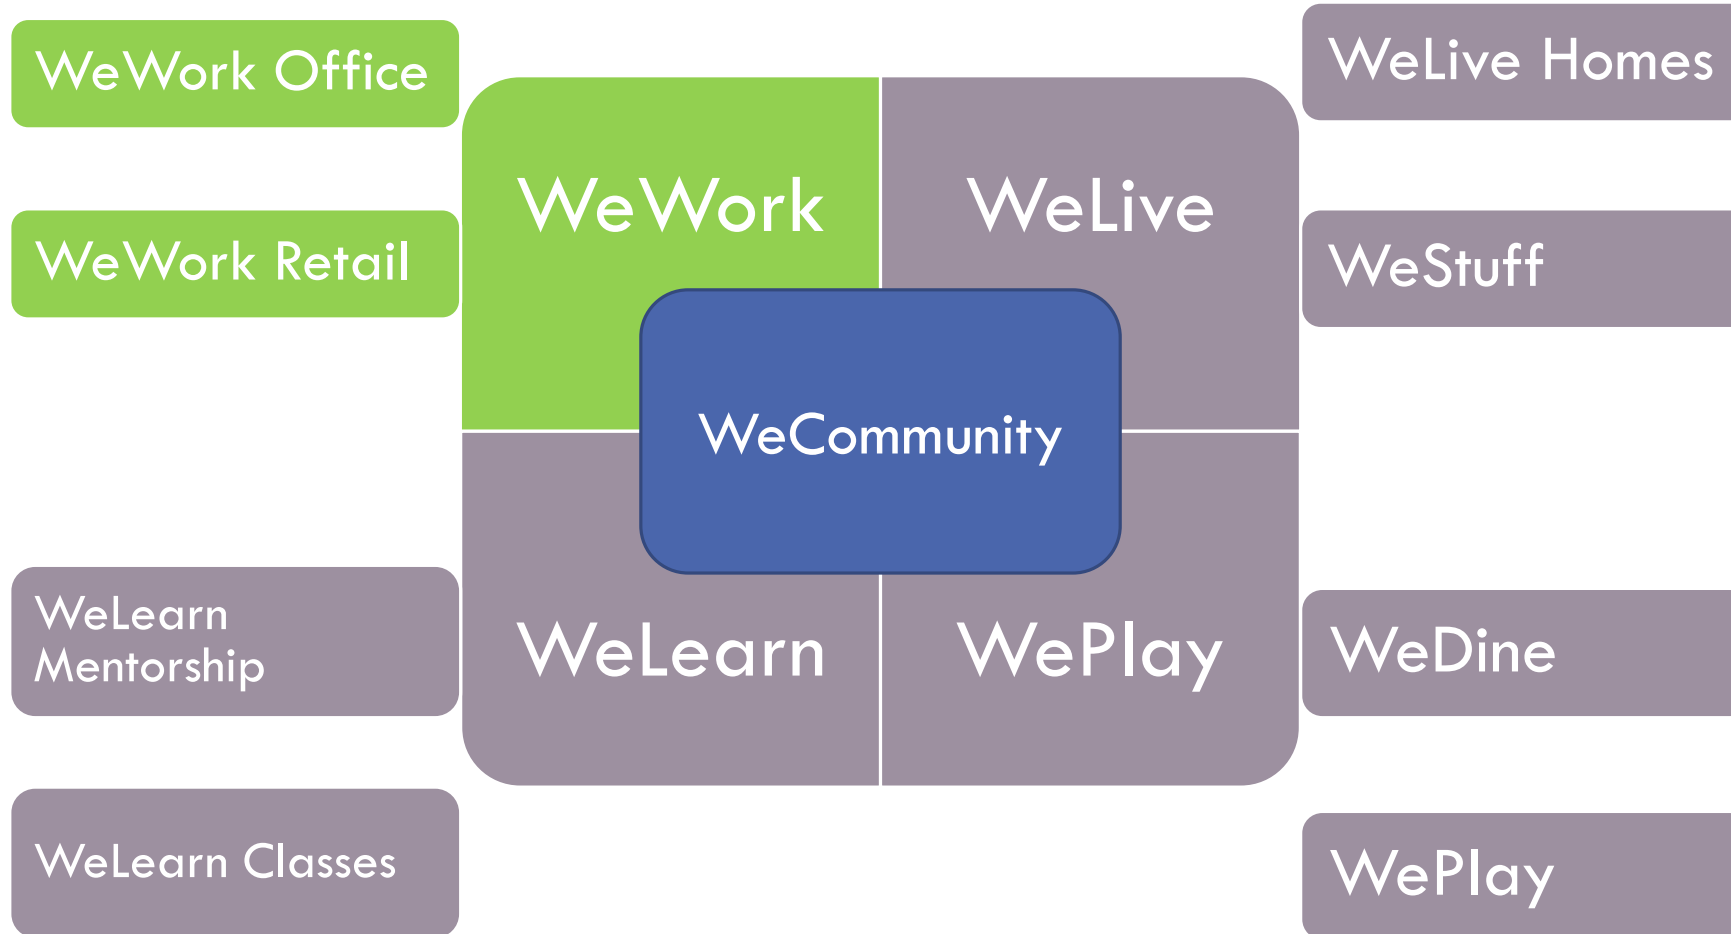 WeWork Office
WeLive Homes
WeWork
WeLive
WeWork Retail
WeStuff
WeCommunity
WeLearn
Mentorship
WeLearn
WePlay
WeDine
WeLearn Classes
WePlay